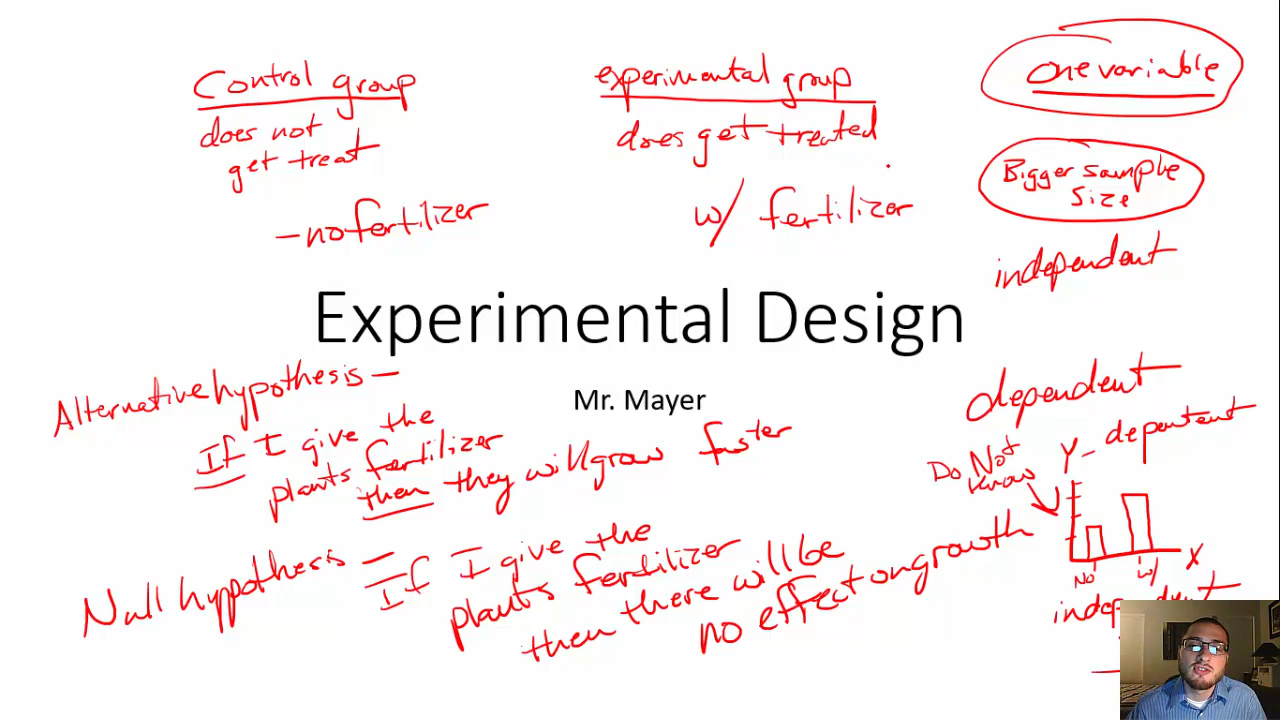 Control group
does not
get treat
- no fertilizer
experimental group
does get treated
w/ fertilizer
one variable
Bigger sample
Size
independent
Experimental Design
Mr. Mayer
Alternative hypothesis -
If I give the
plants fertilizer
then they will grow faster
Null hypothesis -
If I give the
plants fertilizer
then there will be
no effect on growth
dependent
Y- dependent
Do Not
Know
No
w/
X
independent